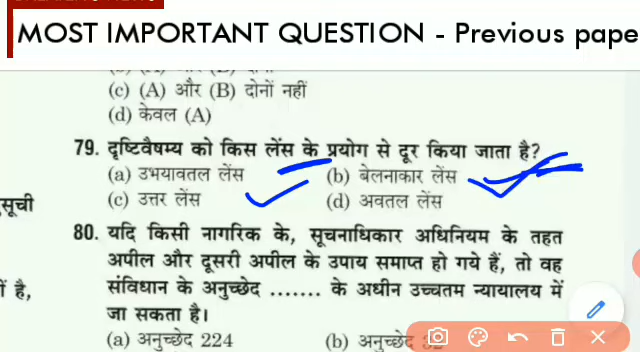 MOST IMPORTANT QUESTION - Previous pape
(c) (A) और (B) दोनों नहीं
(d) केवल (A)
79. दृष्टिवैषम्य को किस लेंस के प्रयोग से दूर किया जाता है?
(a) उभयावतल लेंस (b) बेलनाकार लेंस
(c) उत्तर लेंस (d) अवतल लेंस
सूची
80. यदि किसी नागरिक के, सूचनाधिकार अधिनियम के तहत
अपील और दूसरी अपील के उपाय समाप्त हो गये हैं, तो वह
में है, संविधान के अनुच्छेद ....... के अधीन उच्चतम न्यायालय में
जा सकता है।
(a) अनुच्छेद 224 (b) अनुच्छेद